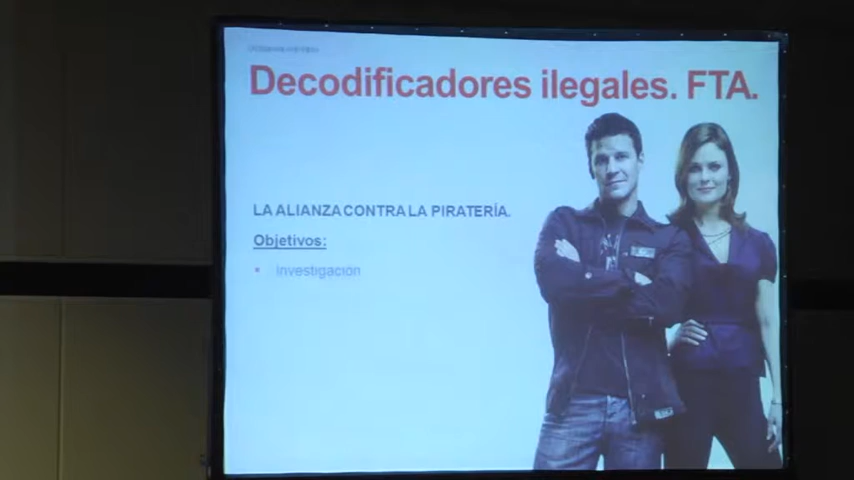 Decodificadores ilegales. FTA.
LA ALIANZA CONTRA LA PIRATERÍA.
Objetivos:
• Investigación